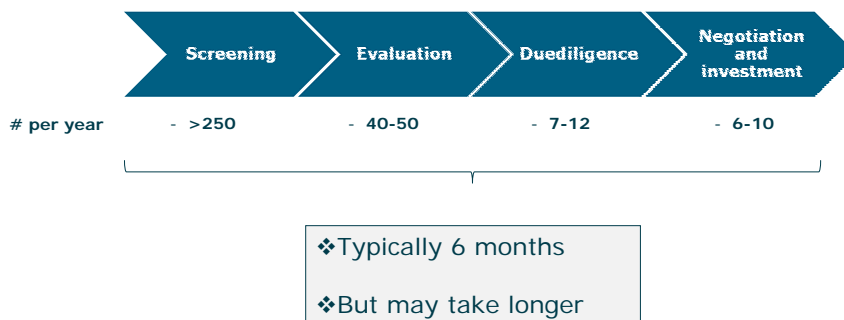 Screening
Evaluation
Duediligence
Negotiation
and
investment
# per year
- >250
- 40-50
- 7-12
- 6-10
❖Typically 6 months
❖But may take longer